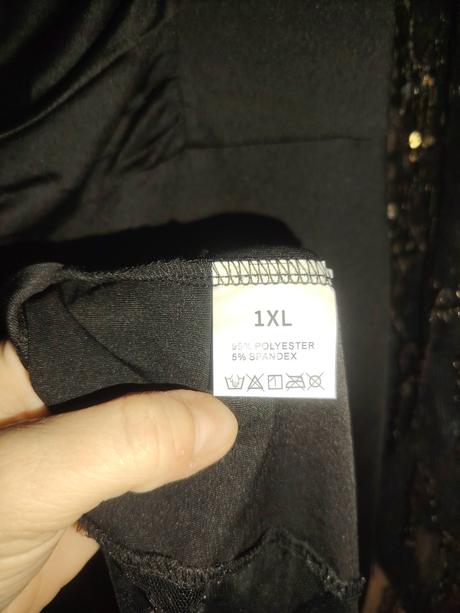 1XL
95% POLYESTER
5% SPANDEX